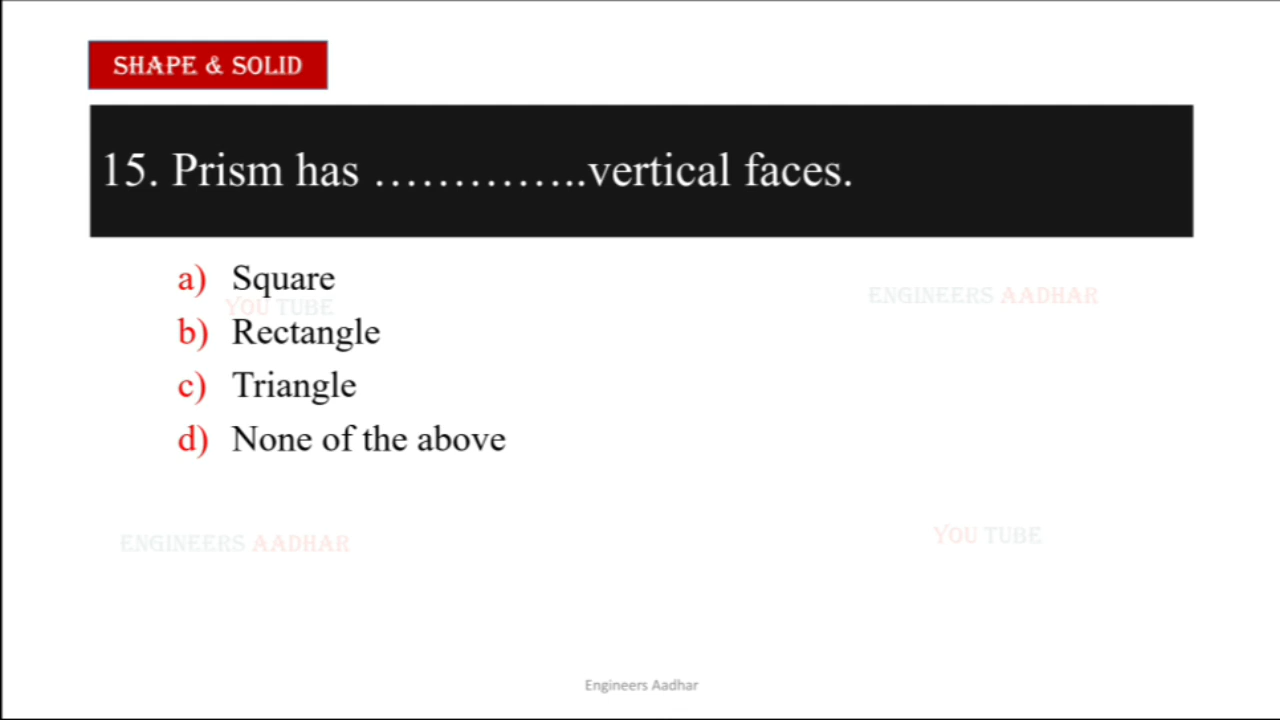 SHAPE & SOLID
15. Prism has …………..vertical faces.
a) Square
YOU TUBE
ENGINEERS AADHAR
b) Rectangle
c) Triangle
d) None of the above
ENGINEERS AADHAR
YOU TUBE
Engineers Aadhar